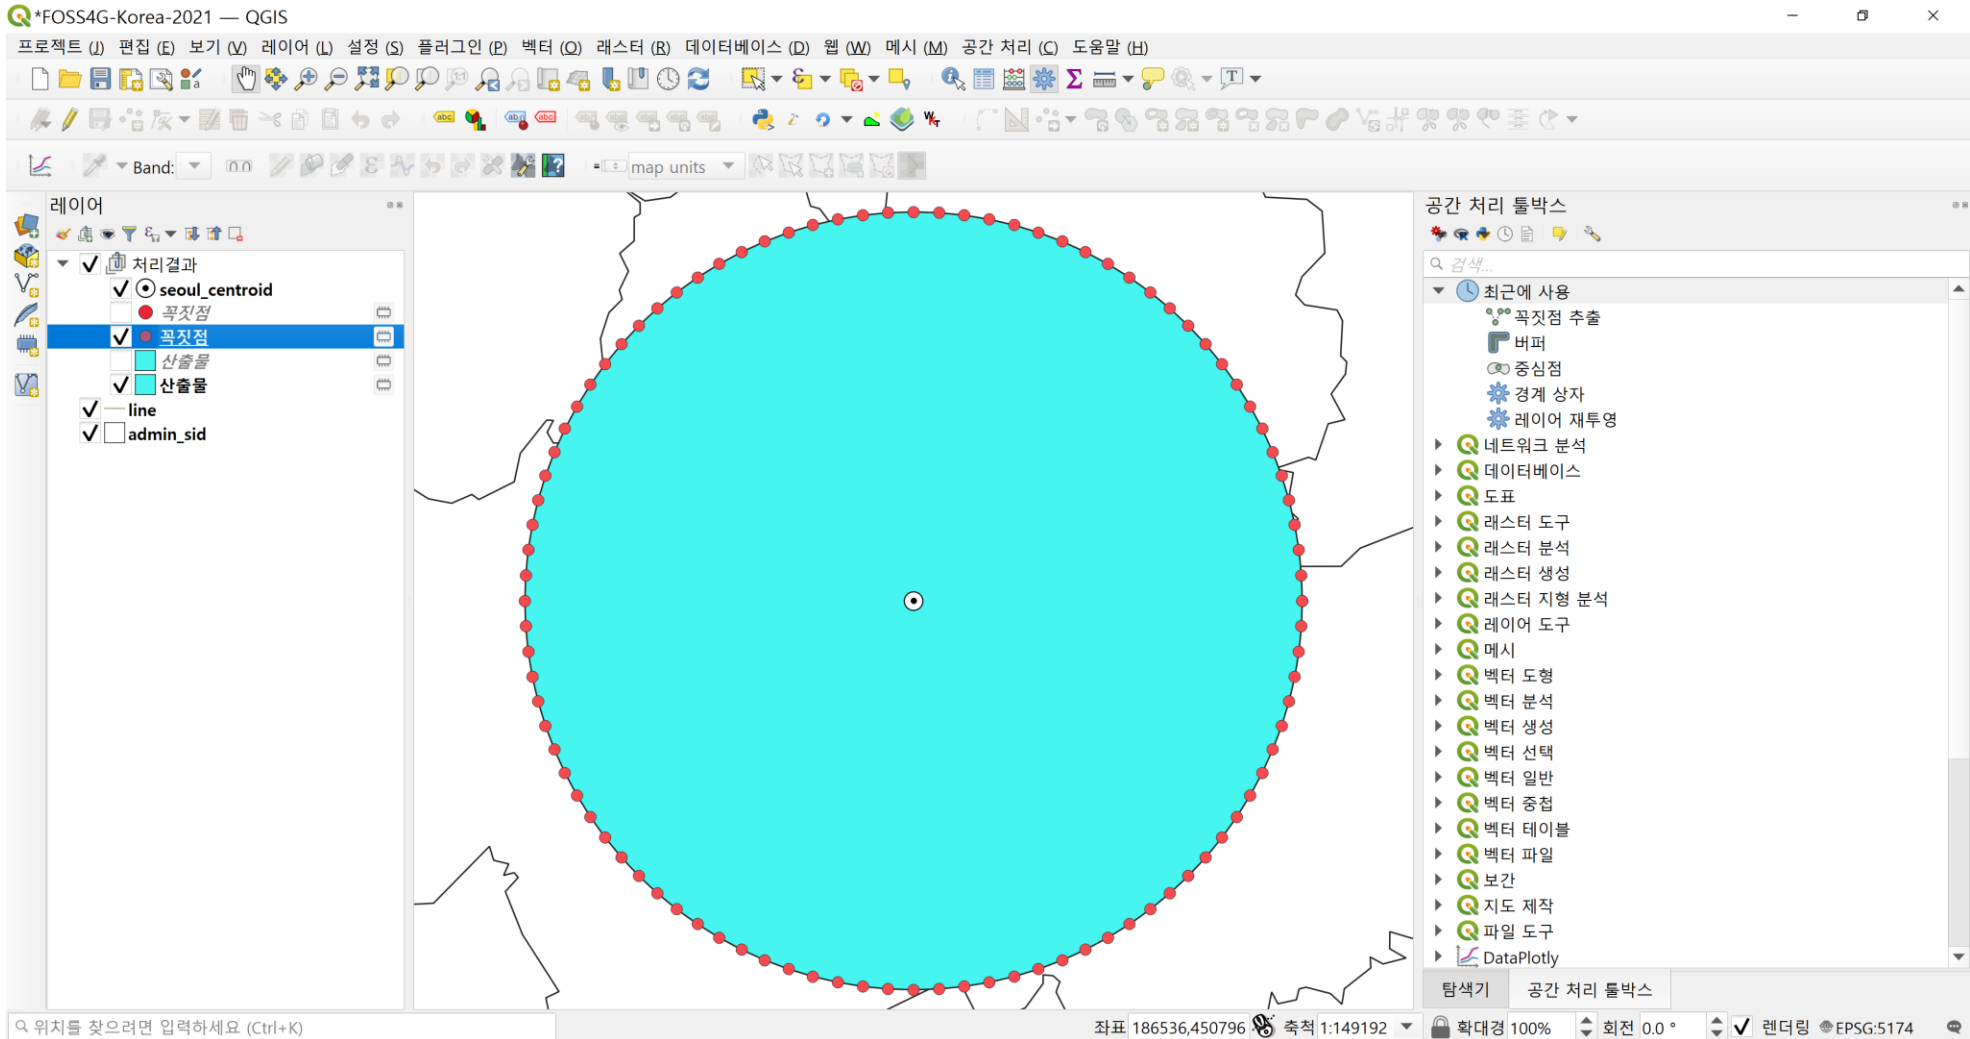 *FOSS4G-Korea-2021 — QGIS
프로젝트 (J) 편집 (E) 보기 (V) 레이어 (L) 설정 (S) 플러그인 (P) 벡터 (O) 래스터 (R) 데이터베이스 (D) 웹 (W) 메시 (M) 공간 처리 (C) 도움말 (H)
Band: map units
레이어
처리결과
seoul_centroid
꼭짓점
꼭짓점
산출물
산출물
line
admin_sid
공간 처리 툴박스
검색...
최근에 사용
꼭짓점 추출
버퍼
중심점
경계 상자
레이어 재투영
네트워크 분석
데이터베이스
도표
래스터 도구
래스터 분석
래스터 생성
래스터 지형 분석
레이어 도구
메시
벡터 도형
벡터 분석
벡터 생성
벡터 선택
벡터 일반
벡터 중첩
벡터 테이블
벡터 파일
보간
지도 제작
파일 도구
DataPlotly
탐색기 공간 처리 툴박스
위치를 찾으려면 입력하세요 (Ctrl+K) 좌표 186536,450796 축척 1:149192 확대경 100% 회전 0.0 ° 렌더링 EPSG:5174